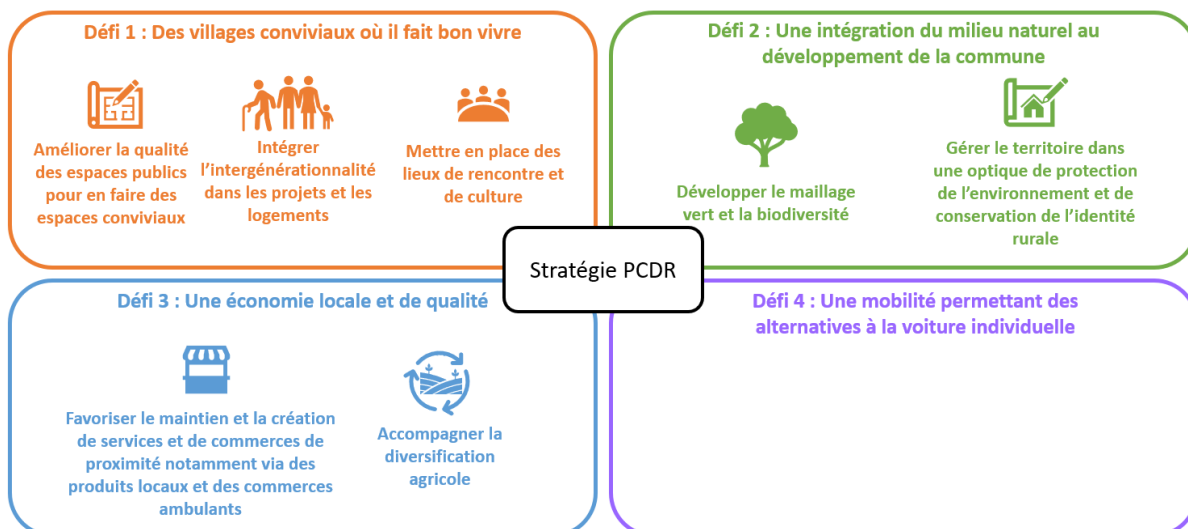 Défi 1 : Des villages conviviaux où il fait bon vivre
Améliorer la qualité
des espaces publics
pour en faire des
espaces conviviaux
Intégrer
l’intergénérationnalité
dans les projets et les
logements
Mettre en place des
lieux de rencontre et
de culture
Défi 2 : Une intégration du milieu naturel au
développement de la commune
Développer le maillage
vert et la biodiversité
Gérer le territoire dans
une optique de protection
de l’environnement et de
conservation de l’identité
rurale
Stratégie PCDR
Défi 3 : Une économie locale et de qualité
Favoriser le maintien et la création
de services et de commerces de
proximité notamment via des
produits locaux et des commerces
ambulants
Accompagner la
diversification
agricole
Défi 4 : Une mobilité permettant des
alternatives à la voiture individuelle